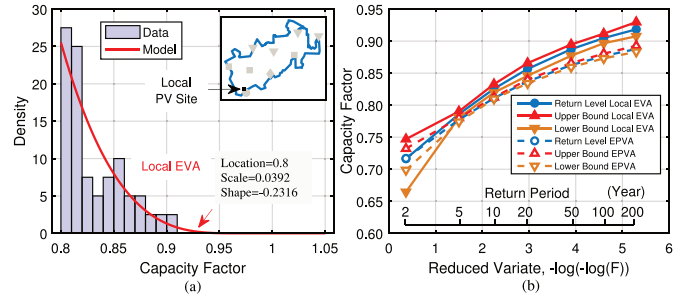 30
25
20
15
10
5
0
Density
0.8
0.85
0.9
0.95
1
1.05
Capacity Factor
(a)
Data
Model
Local
PV Site
Local EVA
Location=0.8
Scale=0.0392
Shape=-0.2316
0.95
0.90
0.85
0.80
0.75
0.70
0.65
0.60
Capacity Factor
Return Level Local EVA
Upper Bound Local EVA
Lower Bound Local EVA
Return Level EPVA
Upper Bound EPVA
Lower Bound EPVA
Return Period (Year)
2 5 10 20 50 100 200
0 1 2 3 4 5 6
Reduced Variate, -log(-log(F))
(b)